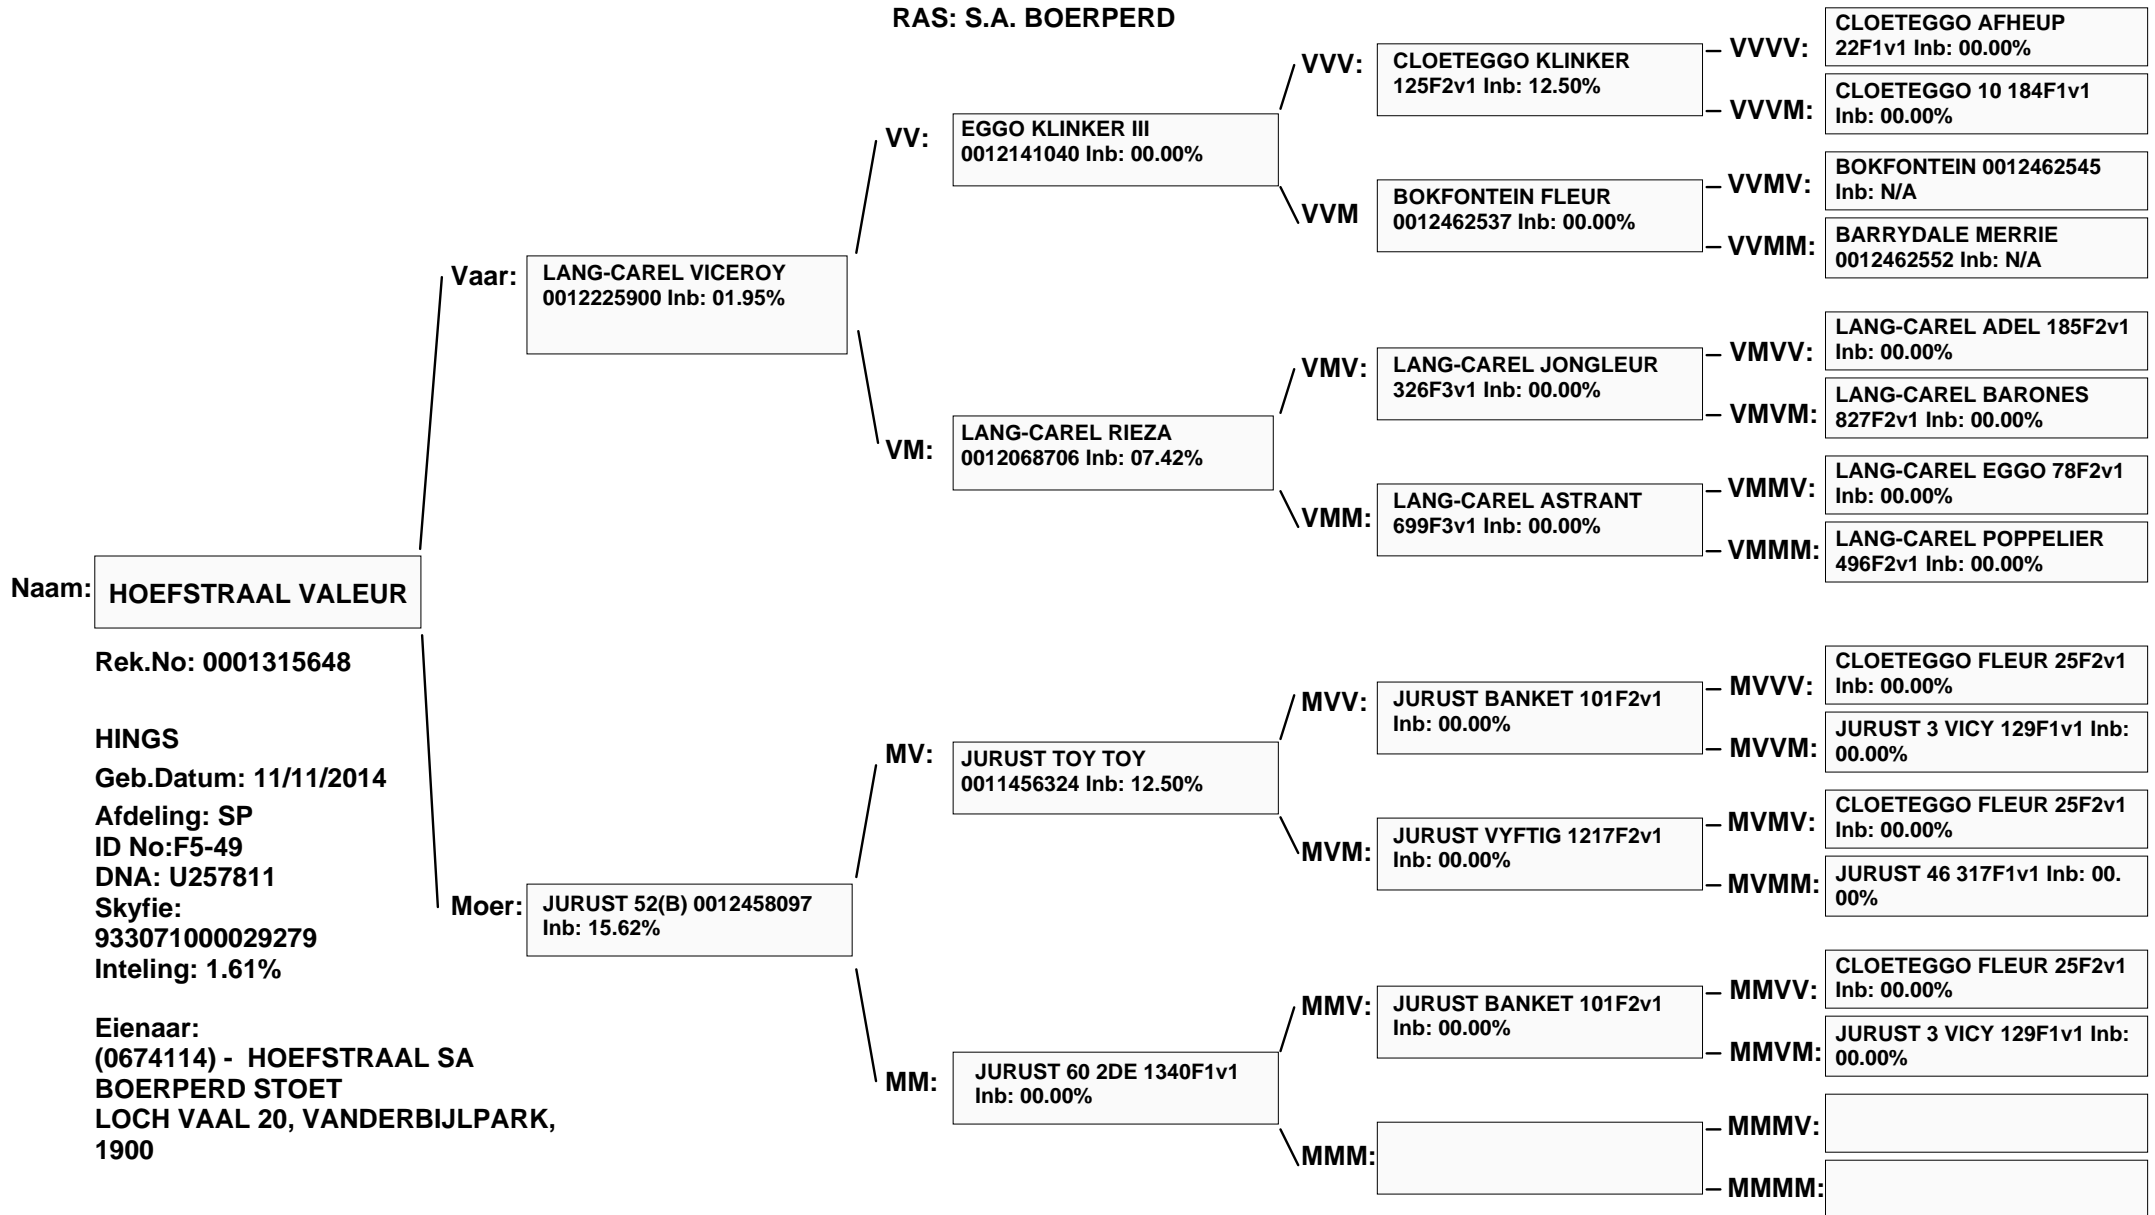 RAS: S.A. BOERPERD
Naam:
HOEFSTRAAL VALEUR
Rek.No: 0001315648
HINGS
Geb.Datum: 11/11/2014
Afdeling: SP
ID No:F5-49
DNA: U257811
Skyfie:
933071000029279
Inteling: 1.61%
Eienaar:
(0674114) - HOEFSTRAAL SA
BOERPERD STOET
LOCH VAAL 20, VANDERBIJLPARK,
1900
Vaar:
LANG-CAREL VICEROY
0012225900 Inb: 01.95%
Moer:
JURUST 52(B) 0012458097
Inb: 15.62%
VV:
EGGO KLINKER III
0012141040 Inb: 00.00%
VM:
LANG-CAREL RIEZA
0012068706 Inb: 07.42%
MV:
JURUST TOY TOY
0011456324 Inb: 12.50%
MM:
JURUST 60 2DE 1340F1v1
Inb: 00.00%
VVV:
CLOETEGGO KLINKER
125F2v1 Inb: 12.50%
VVM
BOKFONTEIN FLEUR
0012462537 Inb: 00.00%
VMV:
LANG-CAREL JONGLEUR
326F3v1 Inb: 00.00%
VMM:
LANG-CAREL ASTRANT
699F3v1 Inb: 00.00%
MVV:
JURUST BANKET 101F2v1
Inb: 00.00%
MVM:
JURUST VYFTIG 1217F2v1
Inb: 00.00%
MMV:
JURUST BANKET 101F2v1
Inb: 00.00%
MMM:
VVVV:
CLOETEGGO AFHEUP
22F1v1 Inb: 00.00%
VVVM:
CLOETEGGO 10 184F1v1
Inb: 00.00%
VVMV:
BOKFONTEIN 0012462545
Inb: N/A
VVMM:
BARRYDALE MERRIE
0012462552 Inb: N/A
VMVV:
LANG-CAREL ADEL 185F2v1
Inb: 00.00%
VMVM:
LANG-CAREL BARONES
827F2v1 Inb: 00.00%
VMMV:
LANG-CAREL EGGO 78F2v1
Inb: 00.00%
VMMM:
LANG-CAREL POPPELIER
496F2v1 Inb: 00.00%
MVVV:
CLOETEGGO FLEUR 25F2v1
Inb: 00.00%
MVVM:
JURUST 3 VICY 129F1v1 Inb:
00.00%
MVMV:
CLOETEGGO FLEUR 25F2v1
Inb: 00.00%
MVMM:
JURUST 46 317F1v1 Inb: 00.
00%
MMVV:
CLOETEGGO FLEUR 25F2v1
Inb: 00.00%
MMVM:
JURUST 3 VICY 129F1v1 Inb:
00.00%
MMMV:
MMMM: